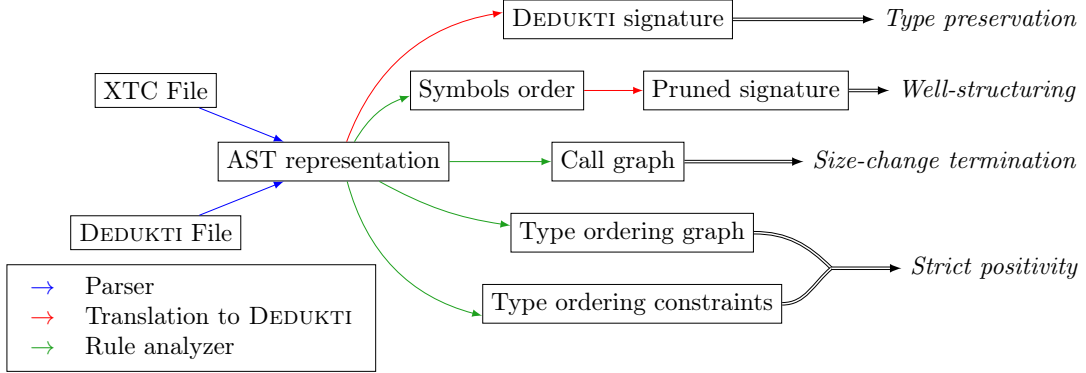 DEDUKTI signature
Type preservation
XTC File
Symbols order
Pruned signature
Well-structuring
AST representation
Call graph
Size-change termination
DEDUKTI File
Type ordering graph
Strict positivity
Type ordering constraints
→ Parser
→ Translation to DEDUKTI
→ Rule analyzer